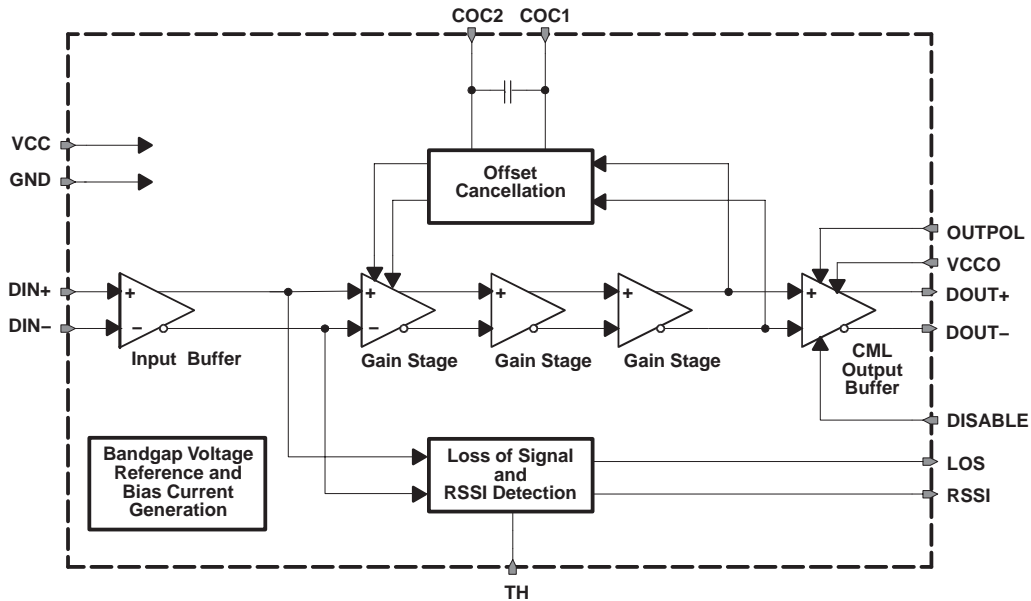 COC2 COC1
VCC
GND
Offset
Cancellation
OUTPOL
VCCO
DIN+
+
+
+
+
+
DOUT+
DIN−
−
−
−
−
−
DOUT−
Input Buffer
Gain Stage
Gain Stage
Gain Stage
CML
Output
Buffer
DISABLE
Bandgap Voltage
Reference and
Bias Current
Generation
Loss of Signal
and
RSSI Detection
LOS
RSSI
TH